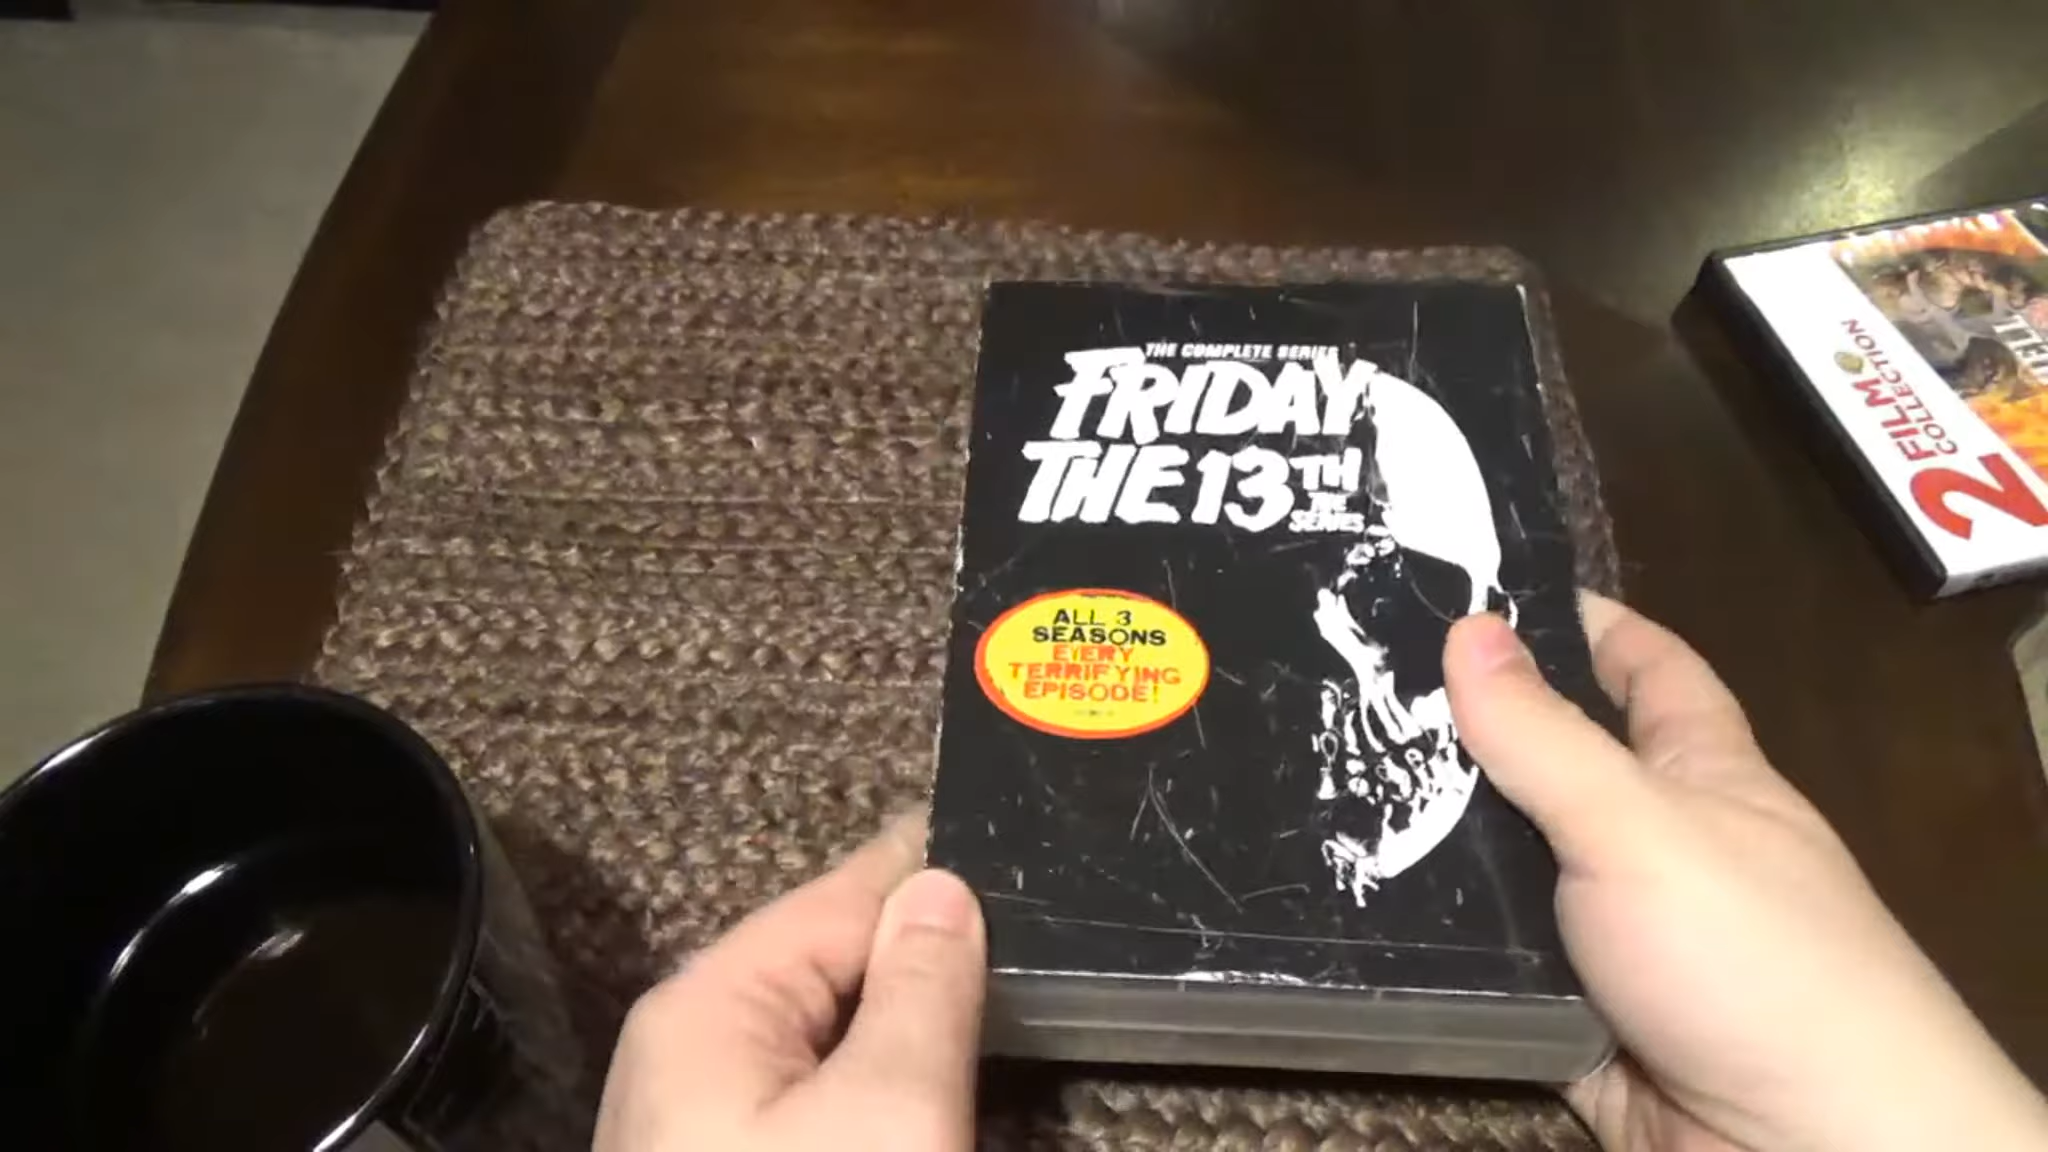 THE COMPLETE SERIES
FRIDAY
THE 13TH
THE
SERIES
ALL 3
SEASONS
EVERY
TERRIFYING
EPISODE!
2 FILM
COLLECTION